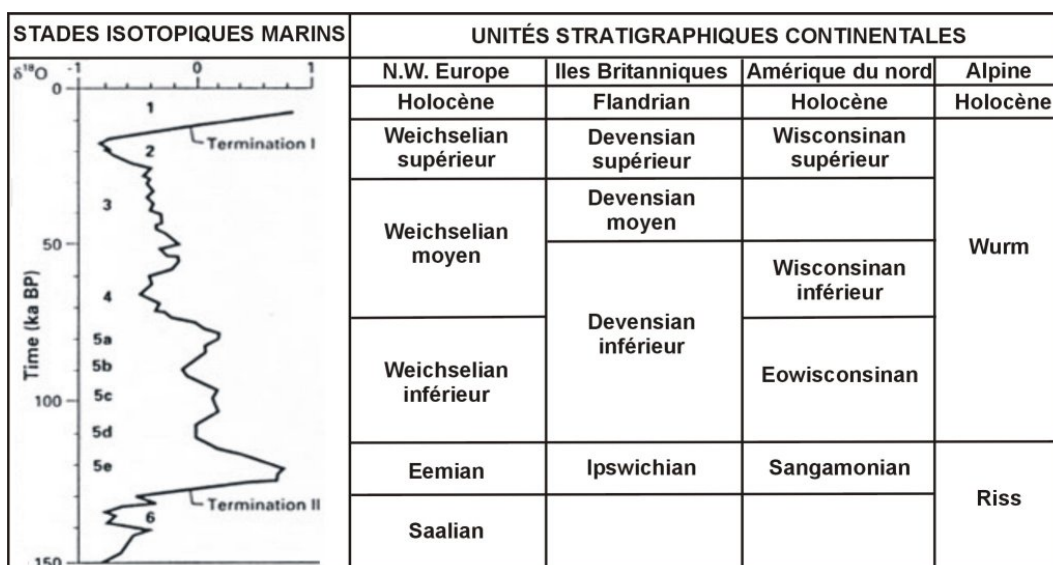 STADES ISOTOPIQUES MARINS
UNITÉS STRATIGRAPHIQUES CONTINENTALES
δ¹⁸O -1 0 1
N.W. Europe
Iles Britanniques
Amérique du nord
Alpine
0
Holocène
Flandrian
Holocène
Holocène
1
Termination I
2
Weichselian
supérieur
Devensian
supérieur
Wisconsinan
supérieur
3
Devensian
moyen
50
Weichselian
moyen
Wurm
Wisconsinan
inférieur
4
Time (ka BP)
5a
Devensian
inférieur
5b
Weichselian
inférieur
Eowisconsinan
5c
100
5d
5e
Eemian
Ipswichian
Sangamonian
Termination II
Riss
6
Saalian
150